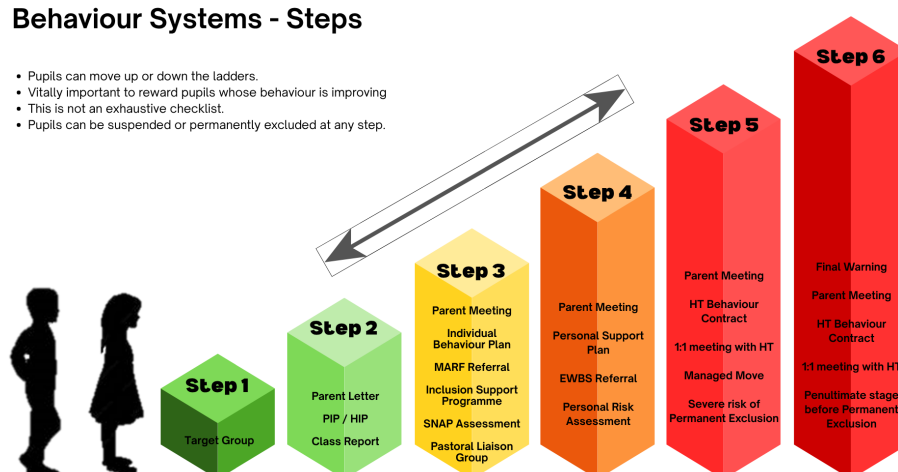 Behaviour Systems - Steps
• Pupils can move up or down the ladders.
• Vitally important to reward pupils whose behaviour is improving
• This is not an exhaustive checklist.
• Pupils can be suspended or permanently excluded at any step.
Step 1
Target Group
Step 2
Parent Letter
PIP / HIP
Class Report
Step 3
Parent Meeting
Individual
Behaviour Plan
MARF Referral
Inclusion Support
Programme
SNAP Assessment
Pastoral Liaison
Group
Step 4
Parent Meeting
Personal Support
Plan
EWBS Referral
Personal Risk
Assessment
Step 5
Parent Meeting
HT Behaviour
Contract
1:1 meeting with HT
Managed Move
Severe risk of
Permanent Exclusion
Step 6
Final Warning
Parent Meeting
HT Behaviour
Contract
1:1 meeting with HT
Penultimate stage
before Permanent
Exclusion